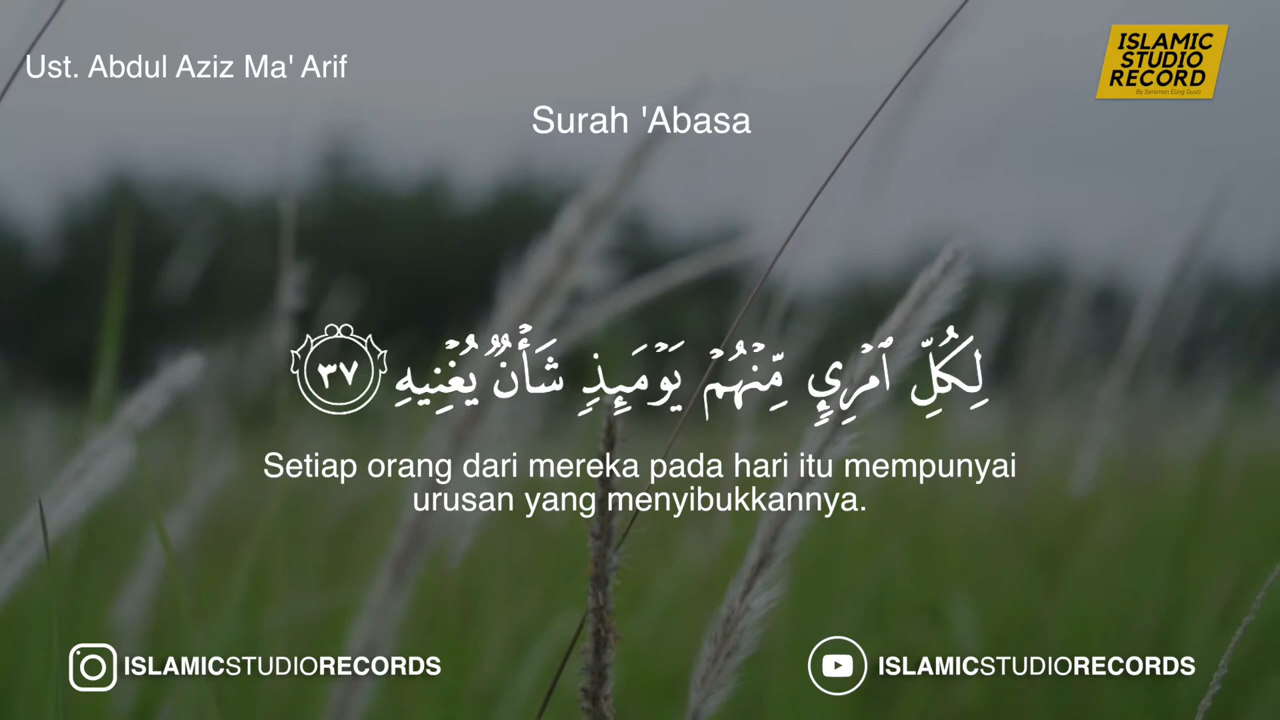 Ust. Abdul Aziz Ma' Arif
ISLAMIC
STUDIO
RECORD
Surah 'Abasa
لِكُلِّ ٱمۡرِيٕٖ مِّنۡهُمۡ يَوۡمَئِذٖ شَأۡنٞ يُغۡنِيهِ ٣٧
Setiap orang dari mereka pada hari itu mempunyai
urusan yang menyibukkannya.
ISLAMICSTUDIORECORDS
ISLAMICSTUDIORECORDS